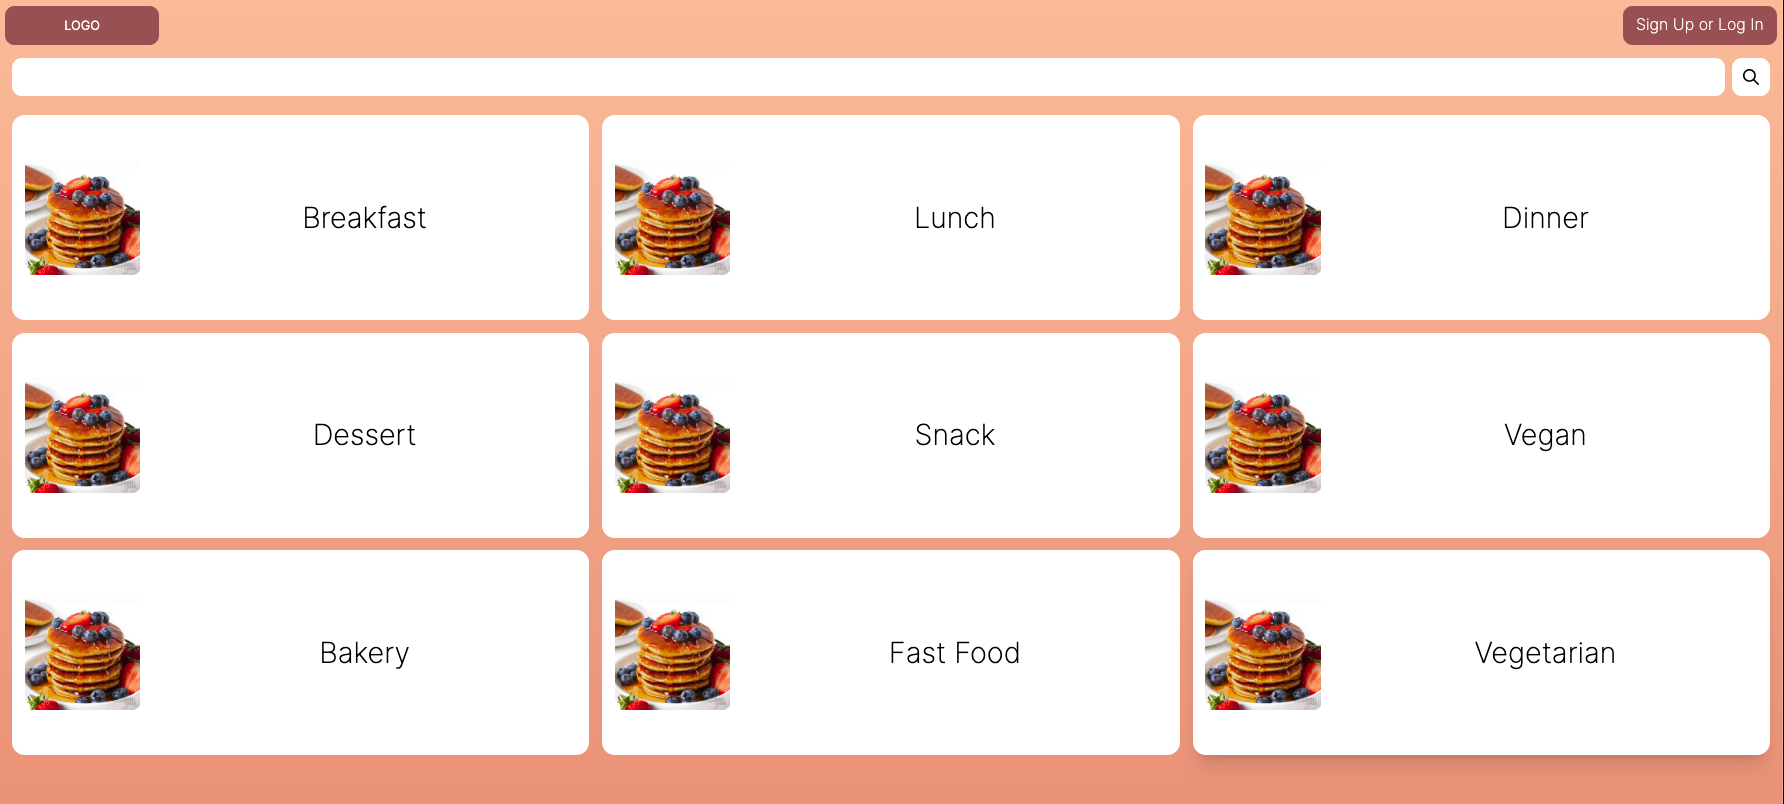 LOGO
Sign Up or Log In
Breakfast
Lunch
Dinner
Dessert
Snack
Vegan
Bakery
Fast Food
Vegetarian